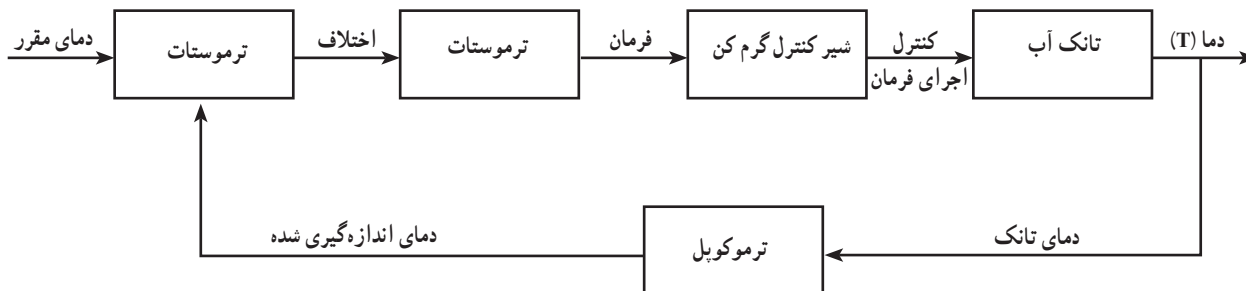 دمای مقرر
ترموستات
اختلاف
ترموستات
فرمان
شیر کنترل گرم کن
کنترل
اجرای فرمان
تانک آب
دما (T)
دمای تانک
ترموکوپل
دمای اندازه‌گیری شده